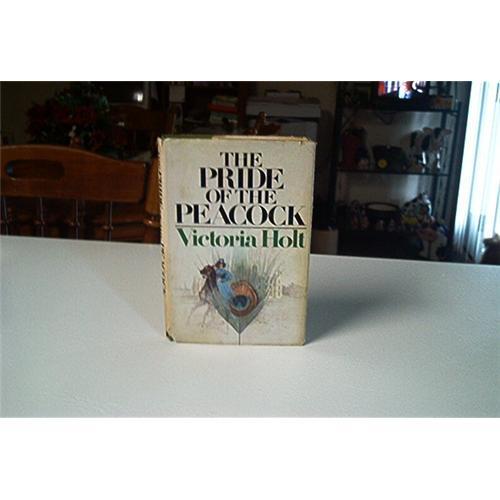 THE
PRIDE
OF THE
PEACOCK
Victoria Holt